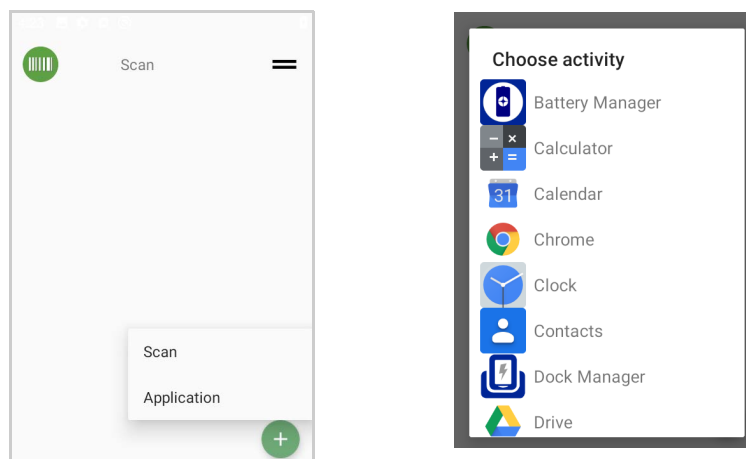 Scan
Scan
Application
Choose activity
Battery Manager
Calculator
31
Calendar
Chrome
Clock
Contacts
Dock Manager
Drive